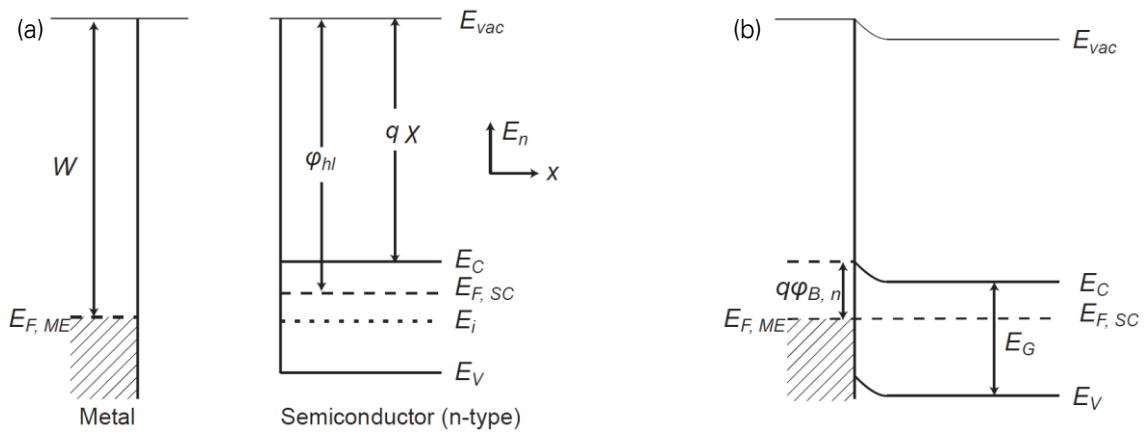 (a)
E_vac
W
φ_hl
q χ
E_n
x
E_C
E_F, SC
E_i
E_V
E_F, ME
Metal
Semiconductor (n-type)
(b)
E_vac
qφ_B, n
E_F, ME
E_C
E_F, SC
E_G
E_V